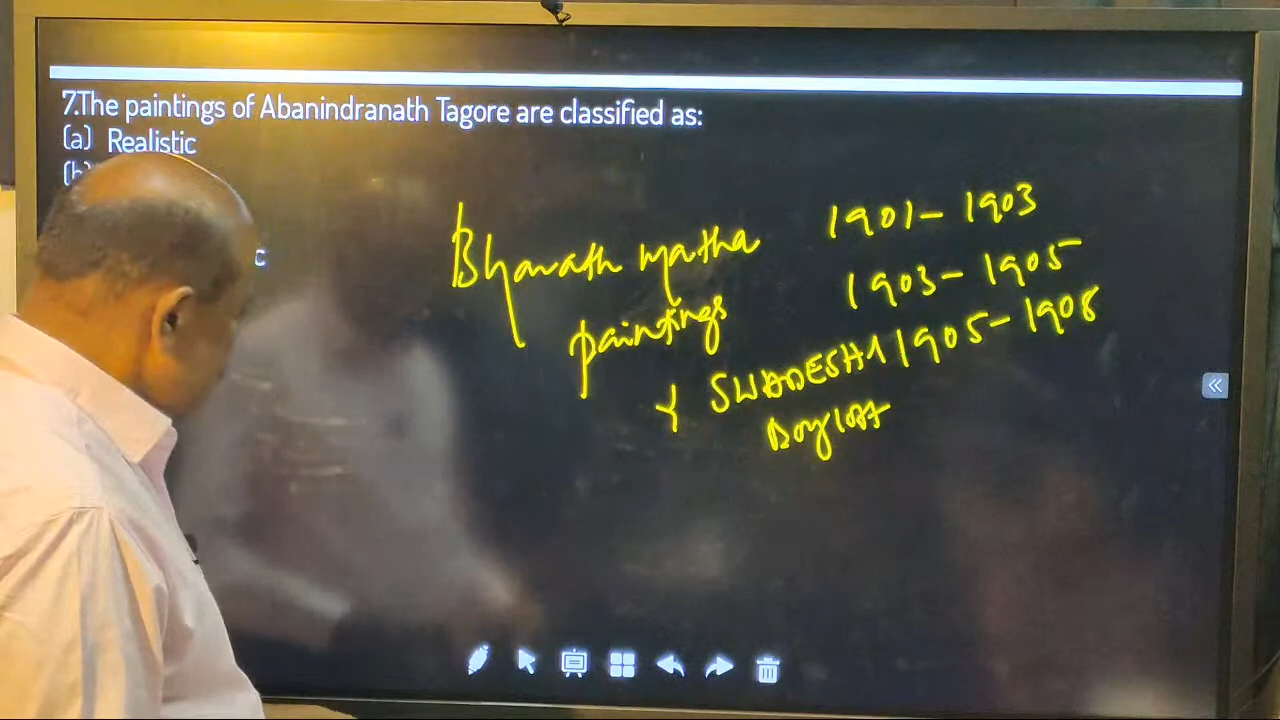 7.The paintings of Abanindranath Tagore are classified as:
(a) Realistic
(b)
c
Bharath matha 1901 - 1903
paintings 1903 - 1905
SWADESHI 1905 - 1908